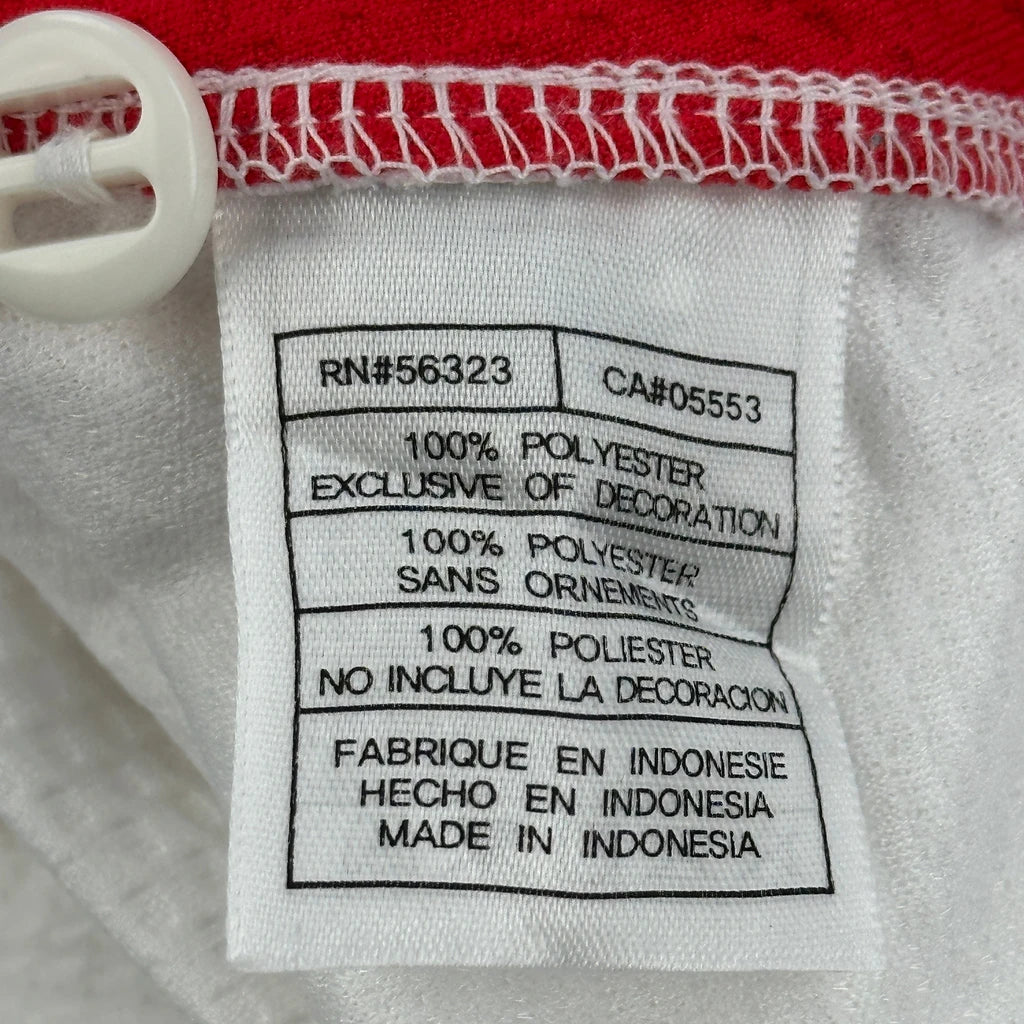 RN#56323 CA#05553
100% POLYESTER
EXCLUSIVE OF DECORATION
100% POLYESTER
SANS ORNEMENTS
100% POLIESTER
NO INCLUYE LA DECORACION
FABRIQUE EN INDONESIE
HECHO EN INDONESIA
MADE IN INDONESIA